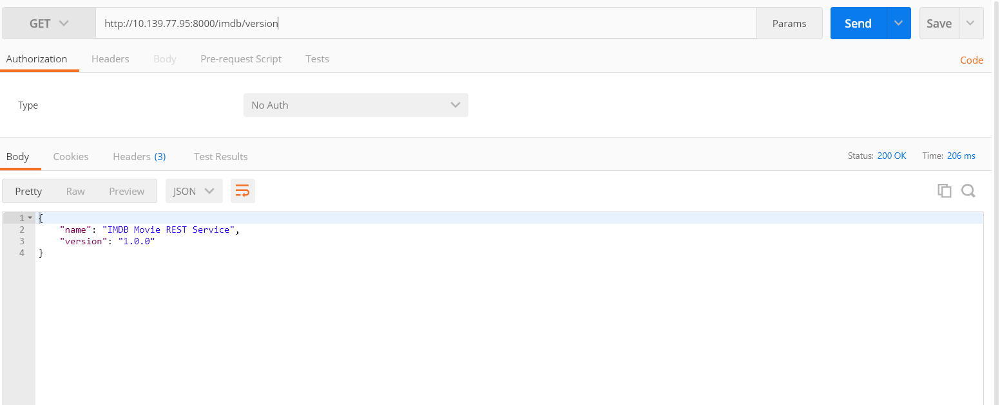 GET http://10.139.77.95:8000/imdb/version Params Send Save
Authorization Headers Body Pre-request Script Tests Code
Type No Auth
Body Cookies Headers (3) Test Results Status: 200 OK Time: 206 ms
Pretty Raw Preview JSON
1 {
2 "name": "IMDB Movie REST Service",
3 "version": "1.0.0"
4 }